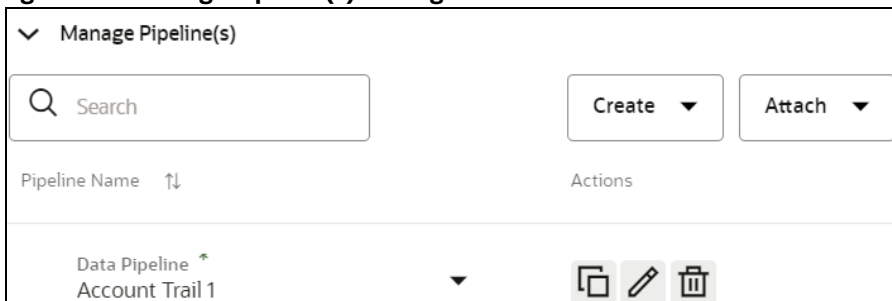 Manage Pipeline(s)
Search
Create
Attach
Pipeline Name
Actions
Data Pipeline
Account Trail 1